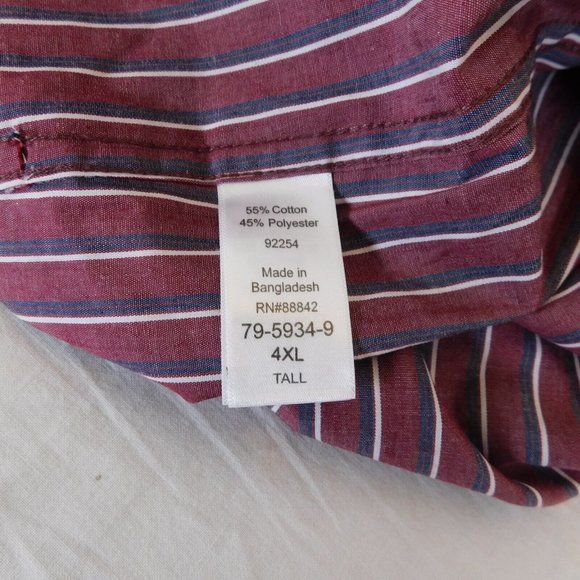 55% Cotton
45% Polyester
92254
Made in
Bangladesh
RN#88842
79-5934-9
4XL
TALL